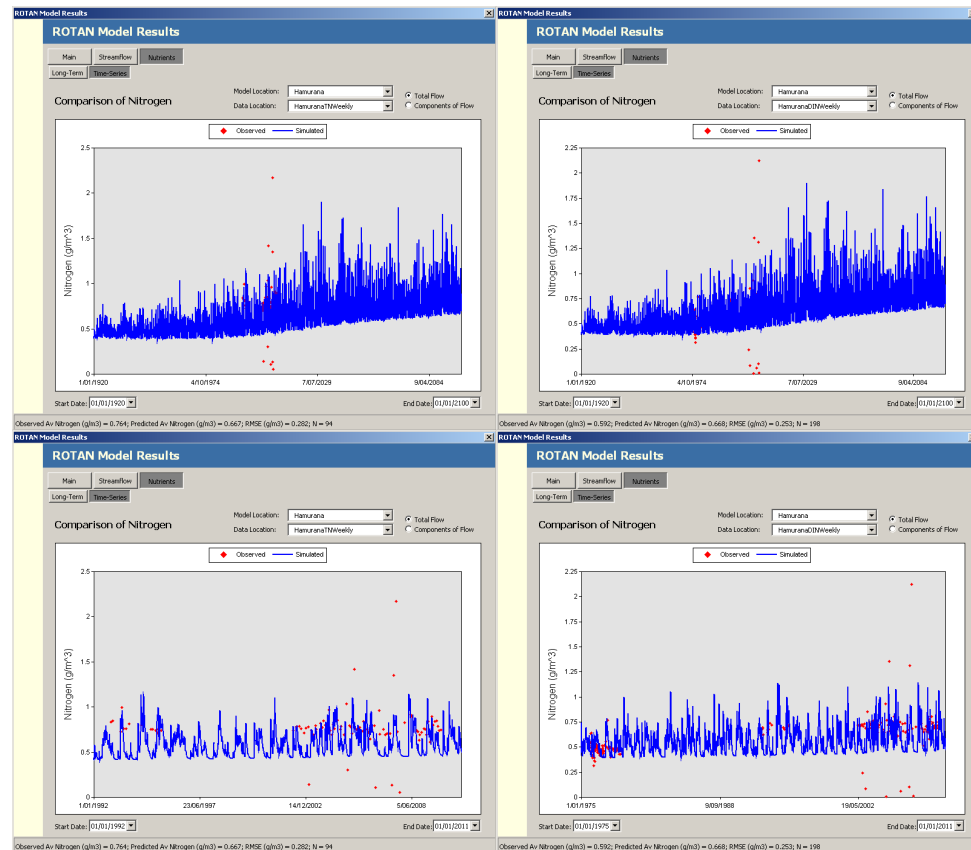 ROTAN Model Results
ROTAN Model Results
Main Streamflow Nutrients
Long-Term Time-Series
Comparison of Nitrogen
Model Location: Hamurana
Data Location: HamuranaTNWeekly
Total Flow
Components of Flow
Observed Simulated
Nitrogen (g/m^3)
2.5
2
1.5
1
0.5
0
1/01/1920 4/10/1974 7/07/2029 9/04/2084
Start Date: 01/01/1920 End Date: 01/01/2100
Observed Av Nitrogen (g/m3) = 0.764; Predicted Av Nitrogen (g/m3) = 0.667; RMSE (g/m3) = 0.282; N = 94
ROTAN Model Results
ROTAN Model Results
Main Streamflow Nutrients
Long-Term Time-Series
Comparison of Nitrogen
Model Location: Hamurana
Data Location: HamuranaDINWeekly
Total Flow
Components of Flow
Observed Simulated
Nitrogen (g/m^3)
2.25
2
1.75
1.5
1.25
1
0.75
0.5
0.25
0
1/01/1920 4/10/1974 7/07/2029 9/04/2084
Start Date: 01/01/1920 End Date: 01/01/2100
Observed Av Nitrogen (g/m3) = 0.592; Predicted Av Nitrogen (g/m3) = 0.668; RMSE (g/m3) = 0.253; N = 198
ROTAN Model Results
ROTAN Model Results
Main Streamflow Nutrients
Long-Term Time-Series
Comparison of Nitrogen
Model Location: Hamurana
Data Location: HamuranaTNWeekly
Total Flow
Components of Flow
Observed Simulated
Nitrogen (g/m^3)
2.5
2
1.5
1
0.5
0
1/01/1992 23/06/1997 14/12/2002 5/06/2008
Start Date: 01/01/1992 End Date: 01/01/2011
Observed Av Nitrogen (g/m3) = 0.764; Predicted Av Nitrogen (g/m3) = 0.667; RMSE (g/m3) = 0.282; N = 94
ROTAN Model Results
ROTAN Model Results
Main Streamflow Nutrients
Long-Term Time-Series
Comparison of Nitrogen
Model Location: Hamurana
Data Location: HamuranaDINWeekly
Total Flow
Components of Flow
Observed Simulated
Nitrogen (g/m^3)
2.25
2
1.75
1.5
1.25
1
0.75
0.5
0.25
0
1/01/1975 9/09/1988 19/05/2002
Start Date: 01/01/1975 End Date: 01/01/2011
Observed Av Nitrogen (g/m3) = 0.592; Predicted Av Nitrogen (g/m3) = 0.668; RMSE (g/m3) = 0.253; N = 198